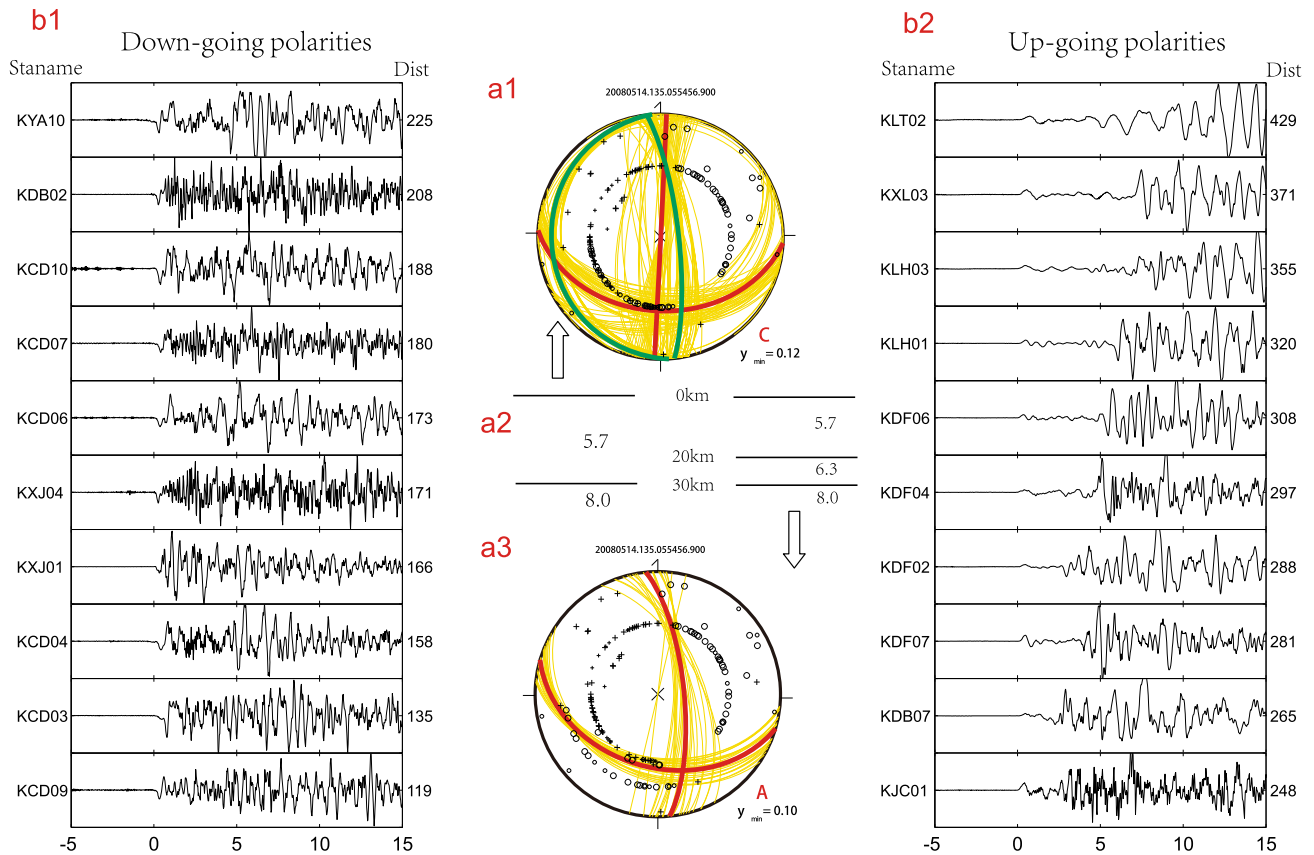 b1
Down-going polarities
Staname Dist
KYA10 225
KDB02 208
KCD10 188
KCD07 180
KCD06 173
KXJ04 171
KXJ01 166
KCD04 158
KCD03 135
KCD09 119
-5 0 5 10 15
a1
20080514.135.055456.900
C
y min = 0.12
a2
0km
5.7 5.7
20km
6.3
30km
8.0 8.0
a3
20080514.135.055456.900
A
y min = 0.10
b2
Up-going polarities
Staname Dist
KLT02 429
KXL03 371
KLH03 355
KLH01 320
KDF06 308
KDF04 297
KDF02 288
KDF07 281
KDB07 265
KJC01 248
-5 0 5 10 15